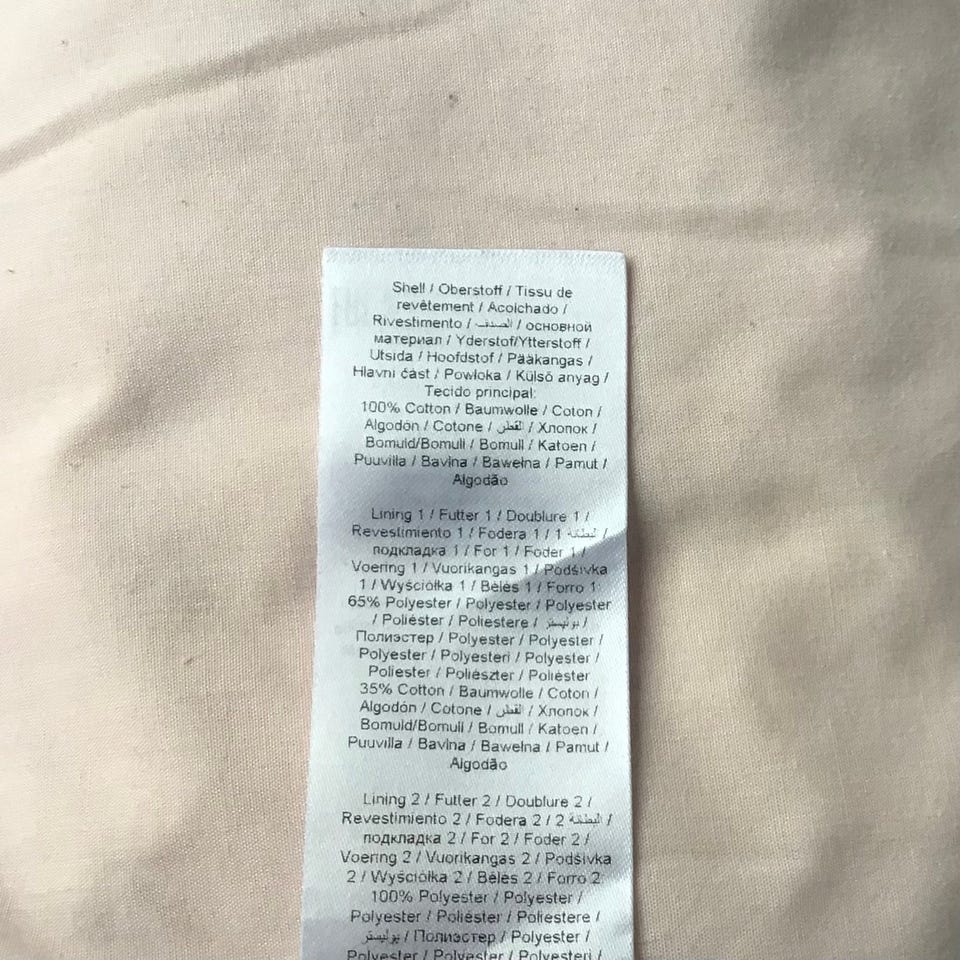 Shell / Oberstoff / Tissu de
revêtement / Acolchado /
Rivestimento / الصدفـة / основной
материал / Yderstof/Ytterstoff /
Utsida / Hoofdstof / Pääkangas /
Hlavní část / Powłoka / Külső anyag /
Tecido principal:
100% Cotton / Baumwolle / Coton /
Algodón / Cotone / القطن / Хлопок /
Bomuld/Bomull / Bomull / Katoen /
Puuvilla / Bavlna / Bawełna / Pamut /
Algodão
Lining 1 / Futter 1 / Doublure 1 /
Revestimiento 1 / Fodera 1 / البطانة 1 /
подкладка 1 / For 1 / Foder 1 /
Voering 1 / Vuorikangas 1 / Podšívka
1 / Wyściółka 1 / Bélés 1 / Forro 1:
65% Polyester / Polyester / Polyester
/ Poliéster / Poliestere / بوليستر /
Полиэстер / Polyester / Polyester /
Polyester / Polyesteri / Polyester /
Poliester / Poliészter / Poliéster
35% Cotton / Baumwolle / Coton /
Algodón / Cotone / القطن / Хлопок /
Bomuld/Bomull / Bomull / Katoen /
Puuvilla / Bavlna / Bawełna / Pamut /
Algodão
Lining 2 / Futter 2 / Doublure 2 /
Revestimiento 2 / Fodera 2 / البطانة 2 /
подкладка 2 / For 2 / Foder 2 /
Voering 2 / Vuorikangas 2 / Podšívka
2 / Wyściółka 2 / Bélés 2 / Forro 2:
100% Polyester / Polyester /
Polyester / Poliéster / Poliestere /
بوليستر / Полиэстер / Polyester /
Polyester / Polyester / Polyesteri /